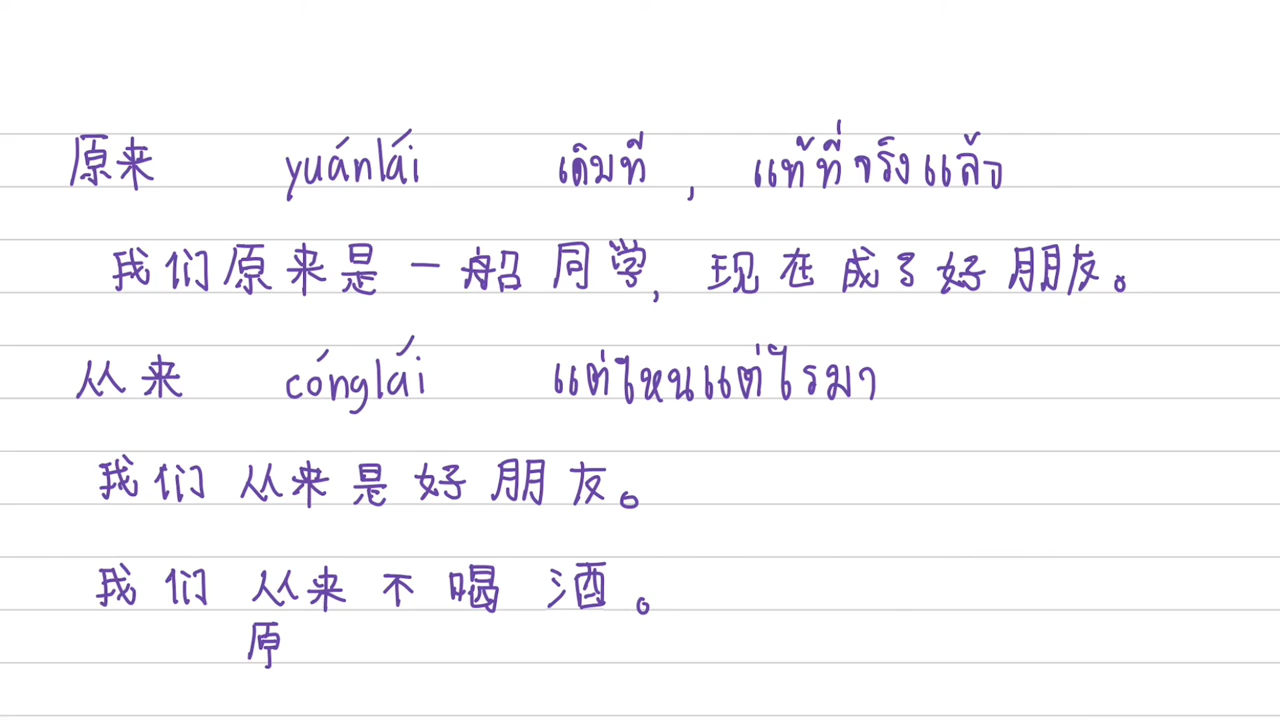 原来 yuánlái เดิมที , แท้ที่จริงแล้ว
我们原来是一船同学, 现在成了好朋友。
从来 cónglái แต่ไหนแต่ไรมา
我们从来是好朋友。
我们从来不喝酒。
原